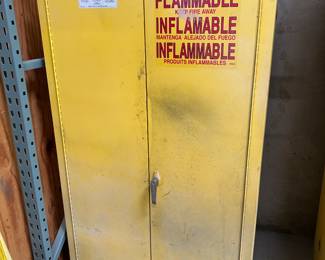 FLAMMABLE
KEEP FIRE AWAY
INFLAMABLE
MANTENGA ALEJADO DEL FUEGO
INFLAMMABLE
PRODUITS INFLAMMABLES